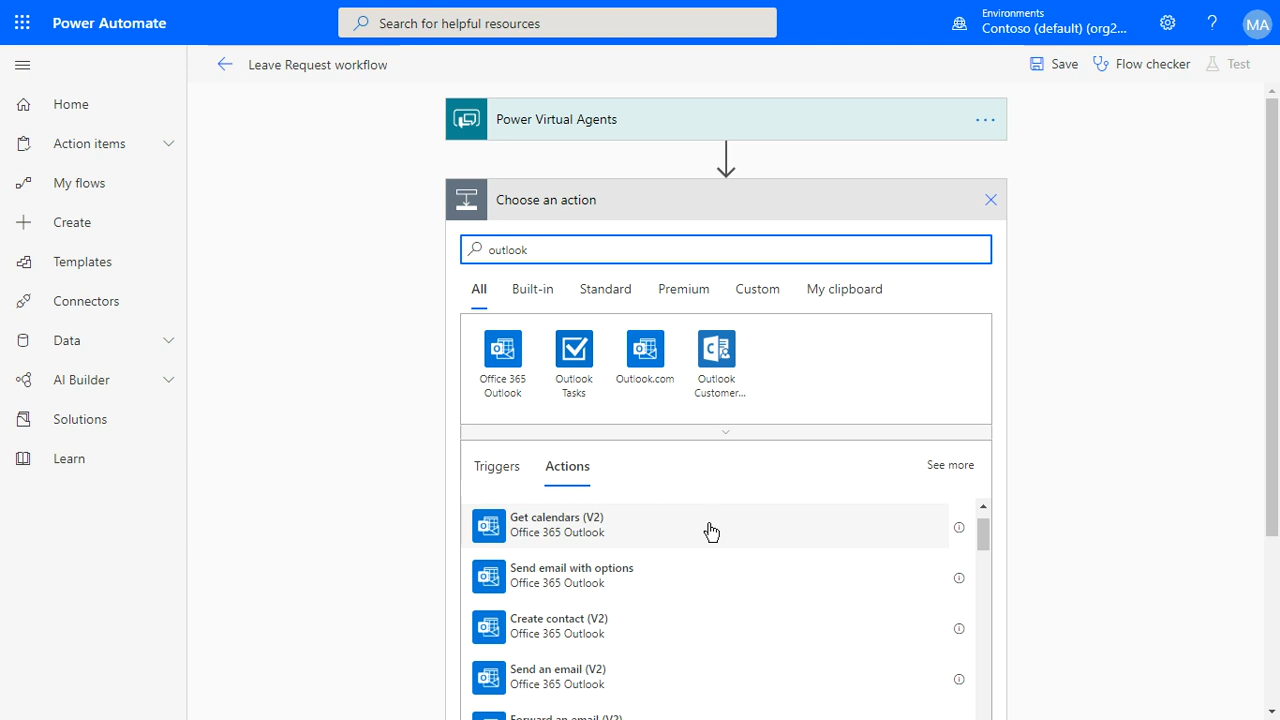 Power Automate
Search for helpful resources
Environments
Contoso (default) (org2...
?
MA
Leave Request workflow
Save
Flow checker
Test
Home
Action items
My flows
Create
Templates
Connectors
Data
AI Builder
Solutions
Learn
Power Virtual Agents
...
Choose an action
outlook
All
Built-in
Standard
Premium
Custom
My clipboard
Office 365
Outlook
Outlook
Tasks
Outlook.com
Outlook
Customer...
Triggers
Actions
See more
Get calendars (V2)
Office 365 Outlook
Send email with options
Office 365 Outlook
Create contact (V2)
Office 365 Outlook
Send an email (V2)
Office 365 Outlook
Forward an email (V2)